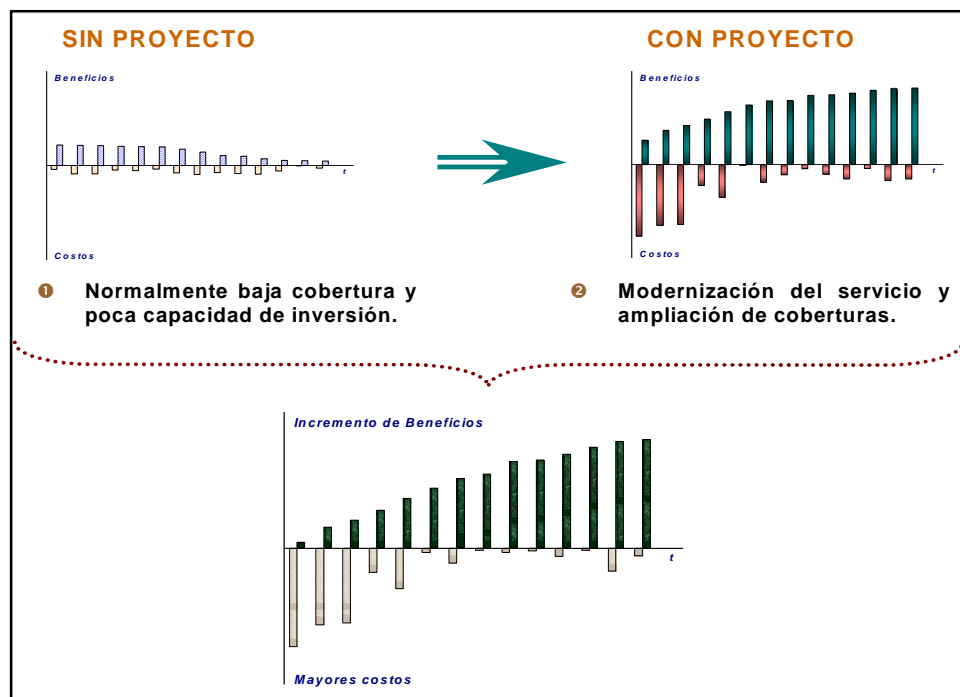 SIN PROYECTO
Beneficios
t
Costos
❶ Normalmente baja cobertura y
poca capacidad de inversión.
CON PROYECTO
Beneficios
t
Costos
❷ Modernización del servicio y
ampliación de coberturas.
Incremento de Beneficios
t
Mayores costos